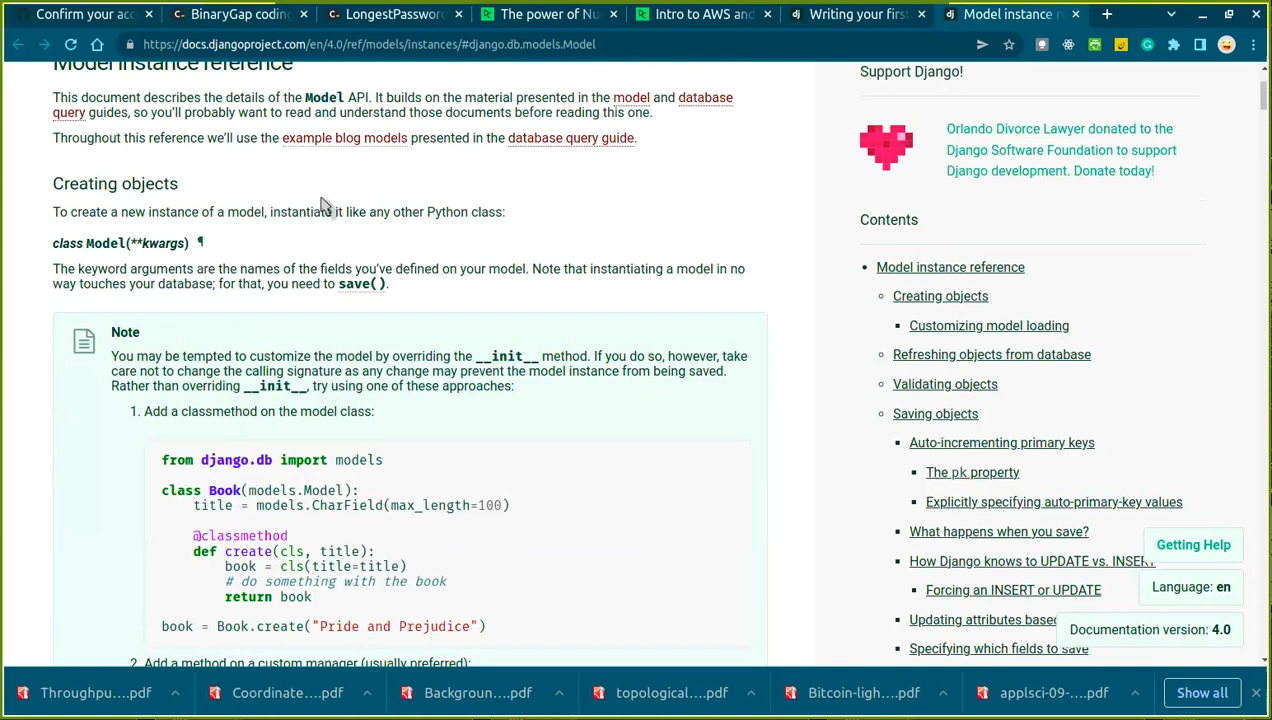 Confirm your acc
BinaryGap coding
LongestPassword
The power of Nu
Intro to AWS and
Writing your first
Model instance re
https://docs.djangoproject.com/en/4.0/ref/models/instances/#django.db.models.Model
Model instance reference
This document describes the details of the Model API. It builds on the material presented in the model and database
query guides, so you'll probably want to read and understand those documents before reading this one.
Throughout this reference we'll use the example blog models presented in the database query guide.
Creating objects
To create a new instance of a model, instantiate it like any other Python class:
class Model(**kwargs) ¶
The keyword arguments are the names of the fields you've defined on your model. Note that instantiating a model in no
way touches your database; for that, you need to save().
Note
You may be tempted to customize the model by overriding the __init__ method. If you do so, however, take
care not to change the calling signature as any change may prevent the model instance from being saved.
Rather than overriding __init__, try using one of these approaches:
1. Add a classmethod on the model class:
from django.db import models
class Book(models.Model):
title = models.CharField(max_length=100)
@classmethod
def create(cls, title):
book = cls(title=title)
# do something with the book
return book
book = Book.create("Pride and Prejudice")
2. Add a method on a custom manager (usually preferred):
Support Django!
Orlando Divorce Lawyer donated to the
Django Software Foundation to support
Django development. Donate today!
Contents
Model instance reference
Creating objects
Customizing model loading
Refreshing objects from database
Validating objects
Saving objects
Auto-incrementing primary keys
The pk property
Explicitly specifying auto-primary-key values
What happens when you save?
How Django knows to UPDATE vs. INSERT
Forcing an INSERT or UPDATE
Updating attributes based
Specifying which fields to save
Getting Help
Language: en
Documentation version: 4.0
Throughpu....pdf
Coordinate....pdf
Backgroun....pdf
topological....pdf
Bitcoin-ligh....pdf
applsci-09-....pdf
Show all